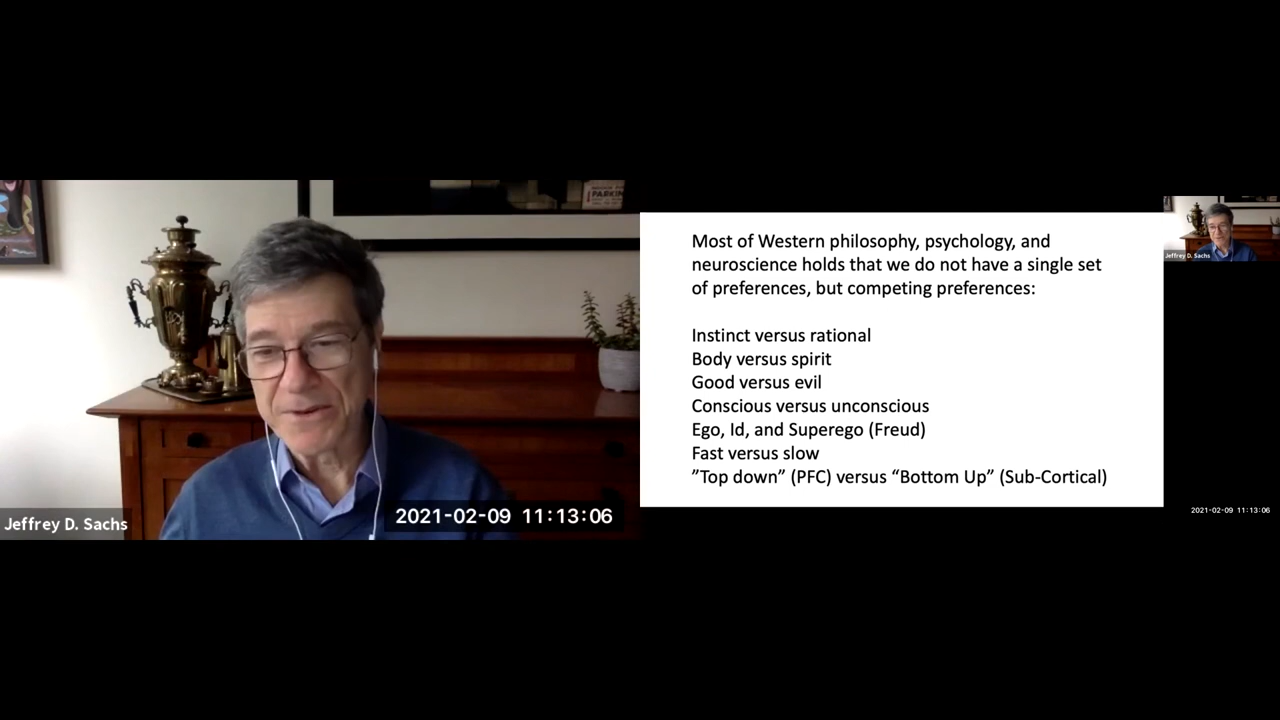 PARKIN
Jeffrey D. Sachs
2021-02-09 11:13:06
Most of Western philosophy, psychology, and
neuroscience holds that we do not have a single set
of preferences, but competing preferences:
Instinct versus rational
Body versus spirit
Good versus evil
Conscious versus unconscious
Ego, Id, and Superego (Freud)
Fast versus slow
”Top down” (PFC) versus “Bottom Up” (Sub-Cortical)
Jeffrey D. Sachs
2021-02-09 11:13:06